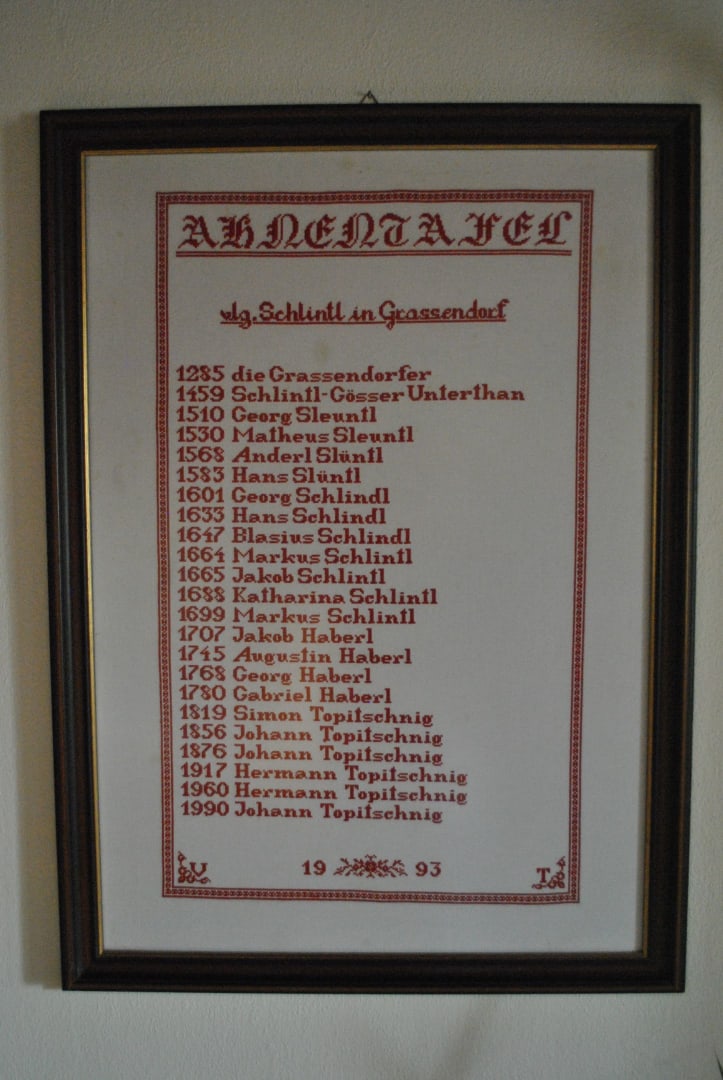 AHNENTAFEL
vlg. Schlintl in Grassendorf
1285 die Grassendorfer
1459 Schlintl-Gösser Unterthan
1510 Georg Sleuntl
1530 Matheus Sleuntl
1568 Anderl Slüntl
1583 Hans Slüntl
1601 Georg Schlindl
1633 Hans Schlindl
1647 Blasius Schlindl
1664 Markus Schlintl
1665 Jakob Schlintl
1688 Katharina Schlintl
1699 Markus Schlintl
1707 Jakob Haberl
1745 Augustin Haberl
1768 Georg Haberl
1780 Gabriel Haberl
1819 Simon Topitschnig
1856 Johann Topitschnig
1876 Johann Topitschnig
1917 Hermann Topitschnig
1960 Hermann Topitschnig
1990 Johann Topitschnig
V 19 93 T